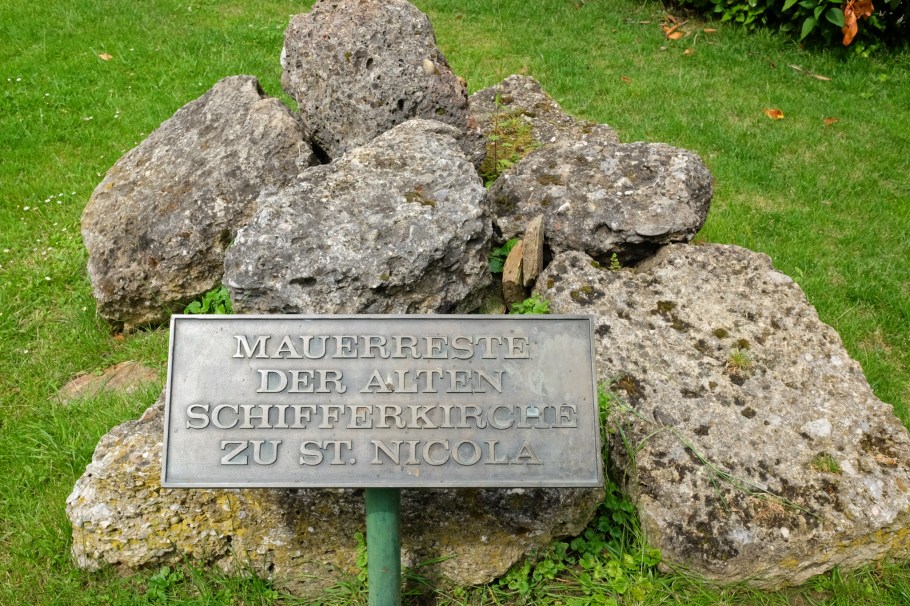 MAUERRESTE
DER ALTEN
SCHIFFERKIRCHE
ZU ST. NICOLA